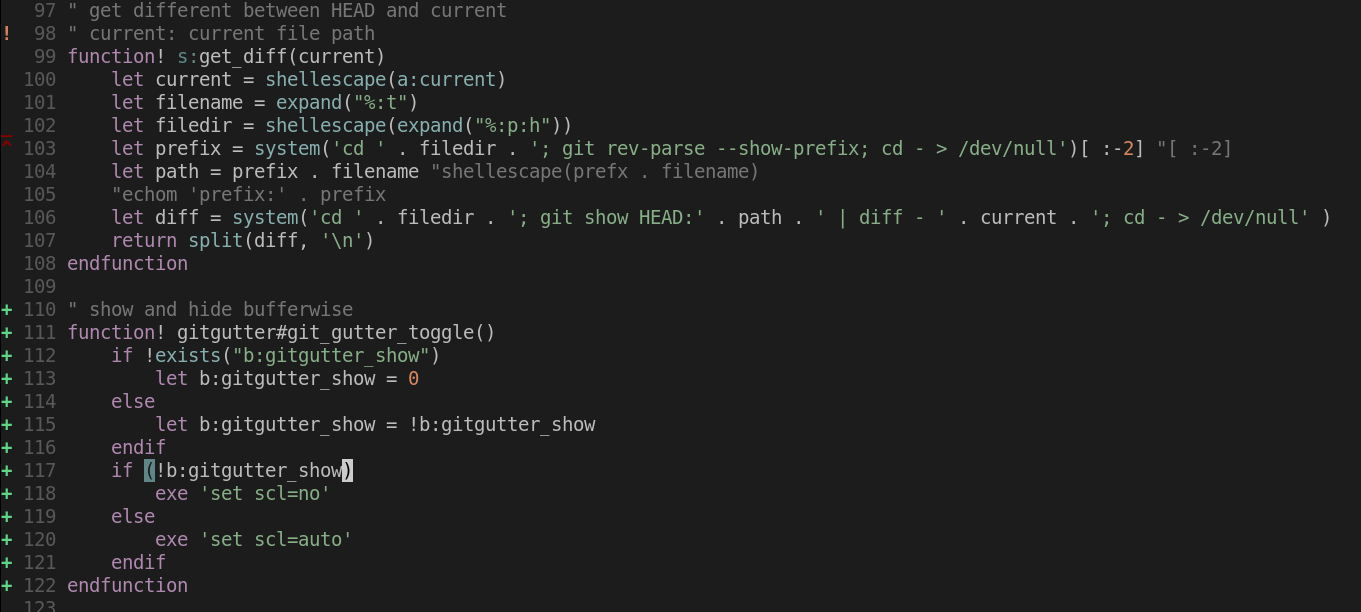 97 " get different between HEAD and current
! 98 " current: current file path
99 function! s:get_diff(current)
100     let current = shellescape(a:current)
101     let filename = expand("%:t")
102     let filedir = shellescape(expand("%:p:h"))
103     let prefix = system('cd ' . filedir . '; git rev-parse --show-prefix; cd - > /dev/null')[ :-2] "[ :-2]
104     let path = prefix . filename "shellescape(prefx . filename)
105     "echom 'prefix:' . prefix
106     let diff = system('cd ' . filedir . '; git show HEAD:' . path . ' | diff - ' . current . '; cd - > /dev/null' )
107     return split(diff, '\n')
108 endfunction
109
+ 110 " show and hide bufferwise
+ 111 function! gitgutter#git_gutter_toggle()
+ 112     if !exists("b:gitgutter_show")
+ 113         let b:gitgutter_show = 0
+ 114     else
+ 115         let b:gitgutter_show = !b:gitgutter_show
+ 116     endif
+ 117     if (!b:gitgutter_show)
+ 118         exe 'set scl=no'
+ 119     else
+ 120         exe 'set scl=auto'
+ 121     endif
+ 122 endfunction
123